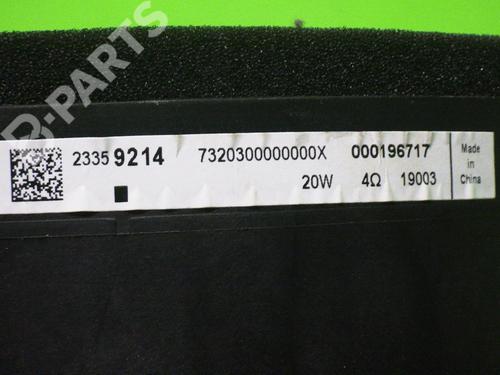 B-PARTS
2335 9214 7320300000000X 000196717
20W 4Ω 19003
Made
in
China